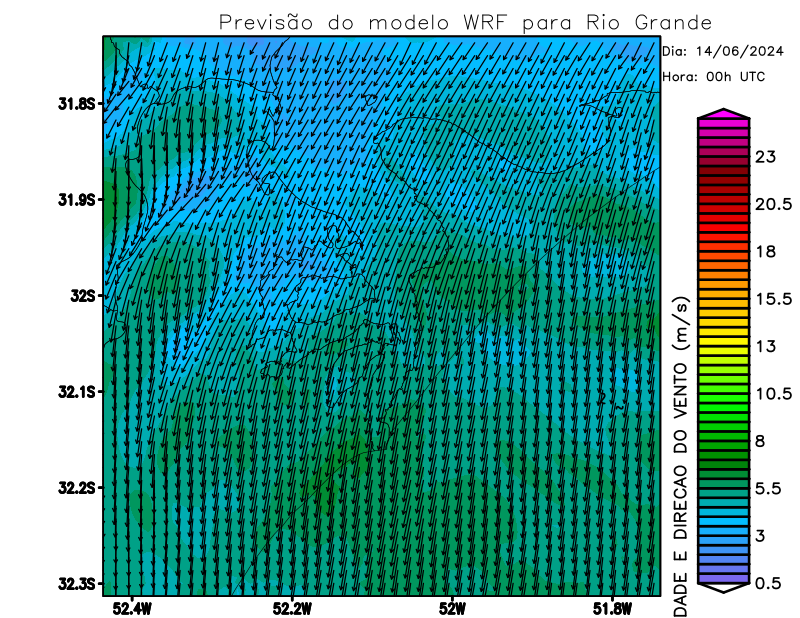 Previsão do modelo WRF para Rio Grande
Dia: 14/06/2024
Hora: 00h UTC
31.8S
31.9S
32S
32.1S
32.2S
32.3S
52.4W
52.2W
52W
51.8W
23
20.5
18
15.5
13
10.5
8
5.5
3
0.5
DADE E DIRECAO DO VENTO (m/s)